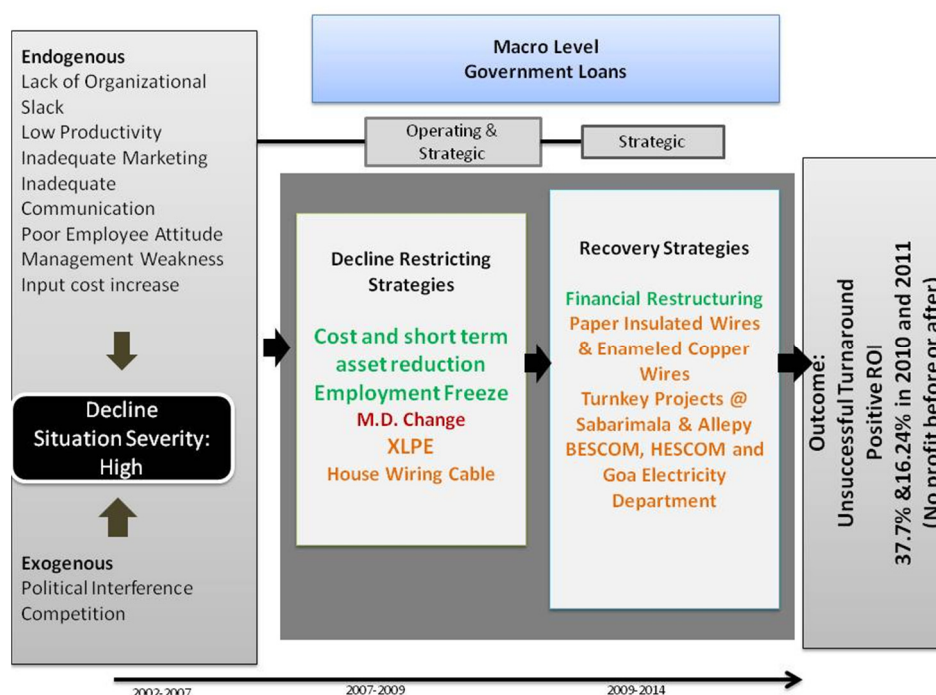 Endogenous
Lack of Organizational
Slack
Low Productivity
Inadequate Marketing
Inadequate
Communication
Poor Employee Attitude
Management Weakness
Input cost increase
Decline
Situation Severity:
High
Exogenous
Political Interference
Competition
Macro Level
Government Loans
Operating &
Strategic
Strategic
Decline Restricting
Strategies
Cost and short term
asset reduction
Employment Freeze
M.D. Change
XLPE
House Wiring Cable
Recovery Strategies
Financial Restructuring
Paper Insulated Wires
& Enameled Copper
Wires
Turnkey Projects @
Sabarimala & Allepy
BESCOM, HESCOM and
Goa Electricity
Department
Outcome:
Unsuccessful Turnaround
Positive ROI
37.7% &16.24% in 2010 and 2011
(No profit before or after)
2002-2007
2007-2009
2009-2014